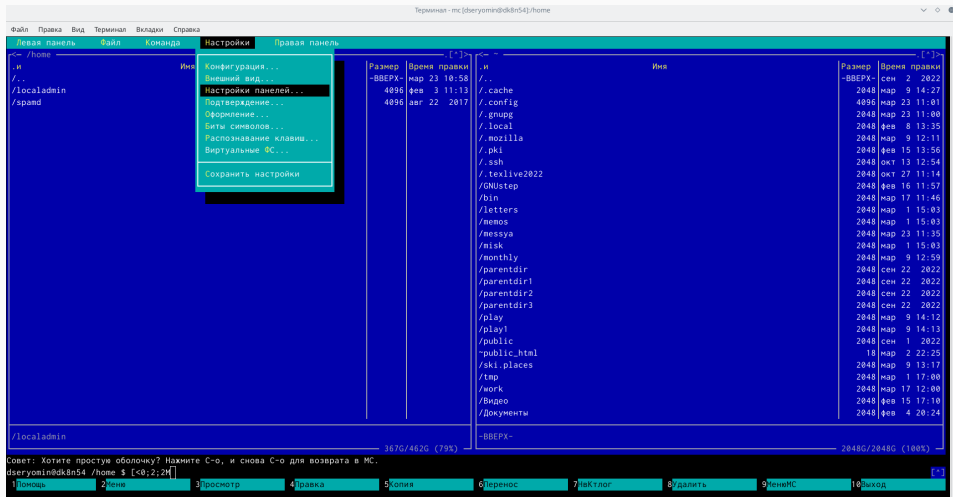 Терминал - mc [dseryomin@dk8n54]:/home
Файл Правка Вид Терминал Вкладки Справка
Левая панель Файл Команда Настройки Правая панель
<— /home .[^]> <— ~ .[^]>
.и Имя Размер Время правки .и Имя Размер Время правки
/.. -ВВЕРХ- мар 23 10:58 /.. -ВВЕРХ- сен 2 2022
/localadmin 4096 фев 3 11:13 /.cache 2048 мар 9 14:27
/spamd 4096 авг 22 2017 /.config 4096 мар 23 11:01
Конфигурация...
Внешний вид...
Настройки панелей...
Подтверждение...
Оформление...
Биты символов...
Распознавание клавиш...
Виртуальные ФС...
Сохранить настройки
/.gnupg 2048 мар 23 11:00
/.local 2048 фев 8 13:35
/.mozilla 2048 мар 9 12:11
/.pki 2048 фев 15 13:56
/.ssh 2048 окт 13 12:54
/.texlive2022 2048 окт 27 11:14
/GNUstep 2048 фев 16 11:57
/bin 2048 мар 17 11:46
/letters 2048 мар 1 15:03
/memos 2048 мар 1 15:03
/messya 2048 мар 23 11:35
/misk 2048 мар 1 15:03
/monthly 2048 мар 9 12:59
/parentdir 2048 сен 22 2022
/parentdir1 2048 сен 22 2022
/parentdir2 2048 сен 22 2022
/parentdir3 2048 сен 22 2022
/play 2048 мар 9 14:12
/play1 2048 мар 9 14:13
/public 2048 сен 1 2022
~public_html 18 мар 2 22:25
/ski.places 2048 мар 9 13:17
/tmp 2048 мар 1 17:00
/work 2048 мар 17 12:00
/Видео 2048 фев 15 17:10
/Документы 2048 фев 4 20:24
/localadmin -ВВЕРХ-
367G/462G (79%) 2048G/2048G (100%)
Совет: Хотите простую оболочку? Нажмите C-o, и снова C-o для возврата в MC.
dseryomin@dk8n54 /home $ [<0;2;2M [^]
1Помощь 2Меню 3Просмотр 4Правка 5Копия 6Перенос 7НвКтлог 8Удалить 9МенюMC 10Выход